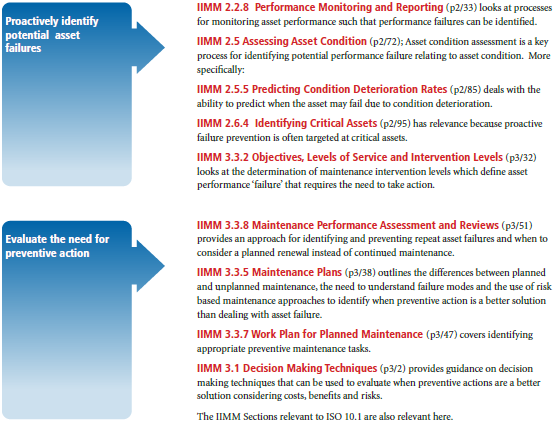 Proactively identify
potential asset
failures
IIMM 2.2.8 Performance Monitoring and Reporting (p2/33) looks at processes
for monitoring asset performance such that performance failures can be identified.
IIMM 2.5 Assessing Asset Condition (p2/72); Asset condition assessment is a key
process for identifying potential performance failure relating to asset condition. More
specifically:
IIMM 2.5.5 Predicting Condition Deterioration Rates (p2/85) deals with the
ability to predict when the asset may fail due to condition deterioration.
IIMM 2.6.4 Identifying Critical Assets (p2/95) has relevance because proactive
failure prevention is often targeted at critical assets.
IIMM 3.3.2 Objectives, Levels of Service and Intervention Levels (p3/32)
looks at the determination of maintenance intervention levels which define asset
performance ‘failure’ that requires the need to take action.
Evaluate the need for
preventive action
IIMM 3.3.8 Maintenance Performance Assessment and Reviews (p3/51)
provides an approach for identifying and preventing repeat asset failures and when to
consider a planned renewal instead of continued maintenance.
IIMM 3.3.5 Maintenance Plans (p3/38) outlines the differences between planned
and unplanned maintenance, the need to understand failure modes and the use of risk
based maintenance approaches to identify when preventive action is a better solution
than dealing with asset failure.
IIMM 3.3.7 Work Plan for Planned Maintenance (p3/47) covers identifying
appropriate preventive maintenance tasks.
IIMM 3.1 Decision Making Techniques (p3/2) provides guidance on decision
making techniques that can be used to evaluate when preventive actions are a better
solution considering costs, benefits and risks.
The IIMM Sections relevant to ISO 10.1 are also relevant here.